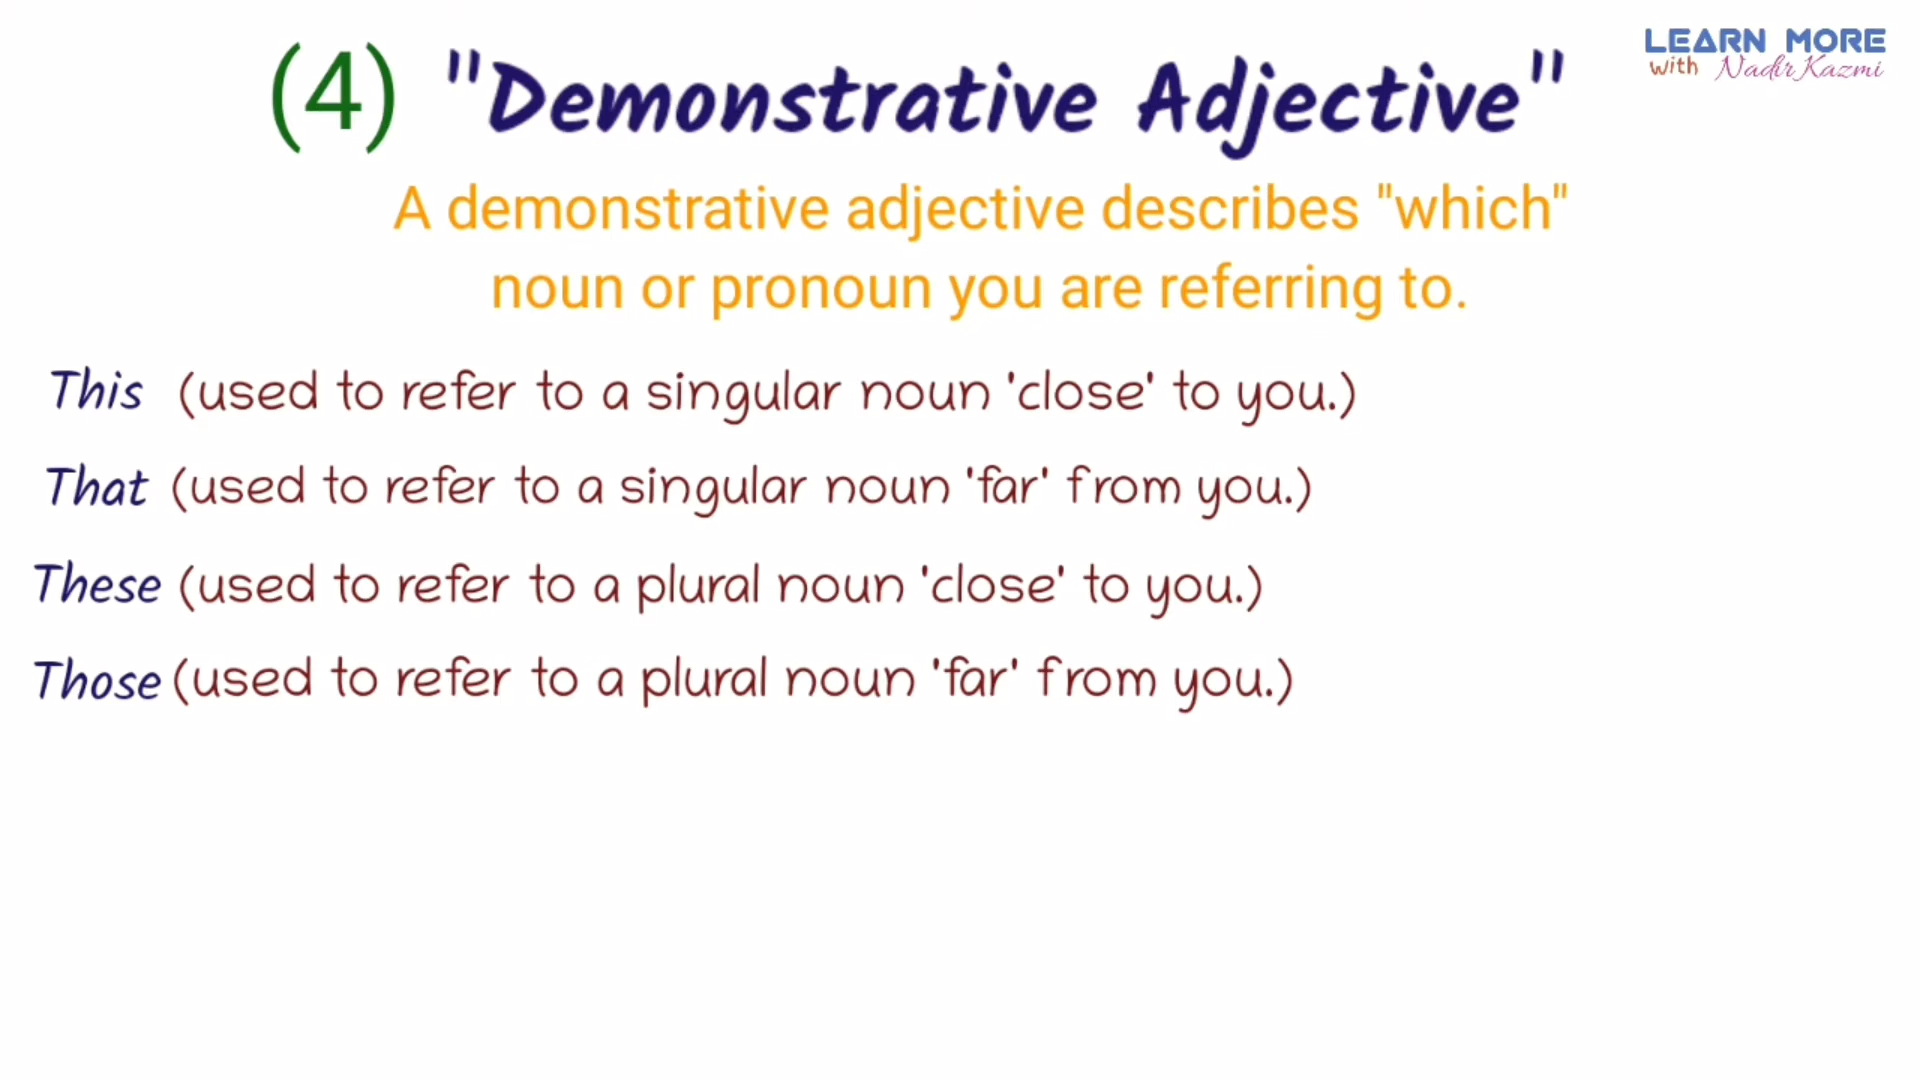 LEARN MORE
with Nadir Kazmi
(4) "Demonstrative Adjective"
A demonstrative adjective describes "which"
noun or pronoun you are referring to.
This (used to refer to a singular noun 'close' to you.)
That (used to refer to a singular noun 'far' from you.)
These (used to refer to a plural noun 'close' to you.)
Those (used to refer to a plural noun 'far' from you.)